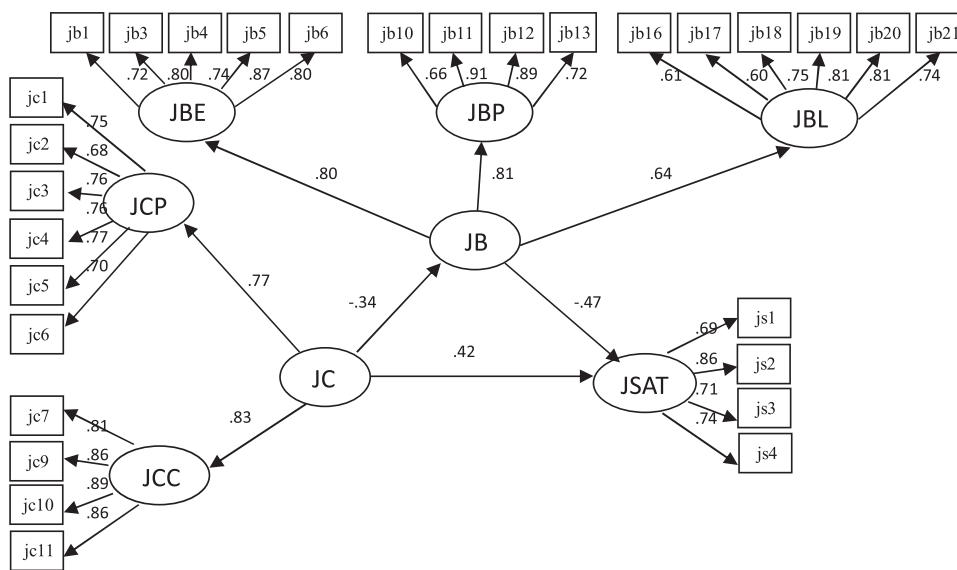 jb1 jb3 jb4 jb5 jb6 jb10 jb11 jb12 jb13 jb16 jb17 jb18 jb19 jb20 jb21
.72 .80 .74 .87 .80 .66 .91 .89 .72 .61 .60 .75 .81 .81 .74
JBE JBP JBL
jc1
.75
jc2
.68
jc3
.76
jc4
.76
jc5
.77
jc6
.70
JCP
.80
.81
.64
JB
.77
-.34
-.47
JC
.42
.83
JSAT
.69
js1
.86
js2
.71
js3
.74
js4
jc7
.81
jc9
.86
jc10
.89
jc11
.86
JCC